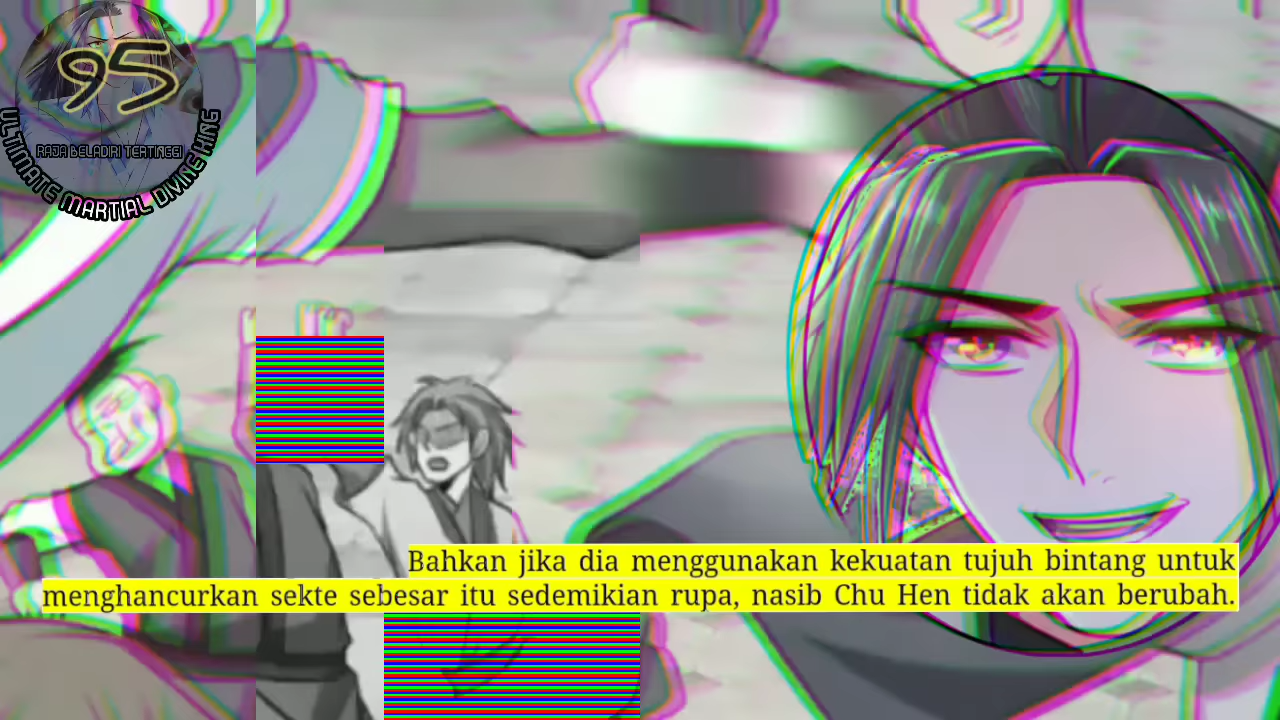 95
RAJA BELADIRI TERTINGGI
ULTIMATE MARTIAL DIVINE KING
Bahkan jika dia menggunakan kekuatan tujuh bintang untuk
menghancurkan sekte sebesar itu sedemikian rupa, nasib Chu Hen tidak akan berubah.